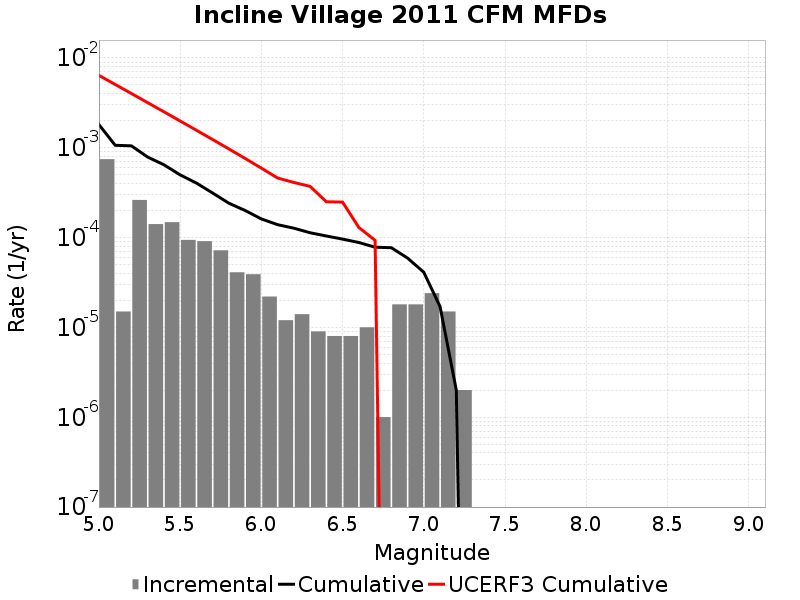 Incline Village 2011 CFM MFDs
Rate (1/yr)
10^-2
10^-3
10^-4
10^-5
10^-6
10^-7
5.0 5.5 6.0 6.5 7.0 7.5 8.0 8.5 9.0
Magnitude
Incremental Cumulative UCERF3 Cumulative